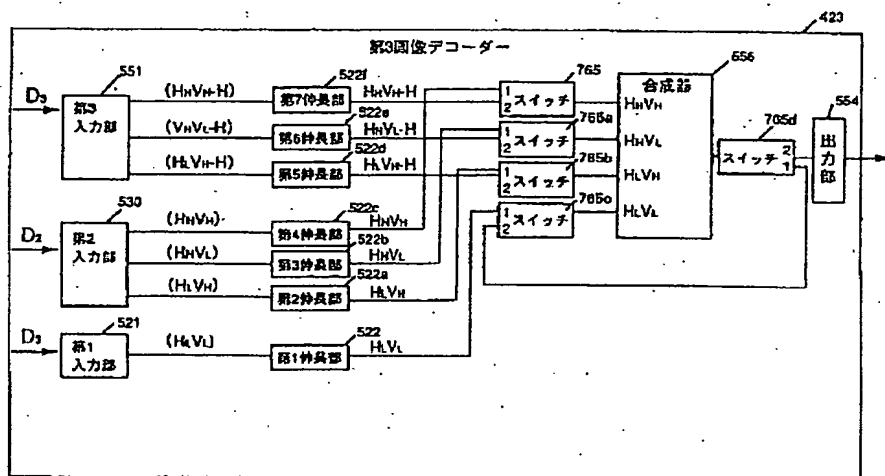 423
第3画像デコーダー
551
D₃
第3
入力部
(HHVH-H)
522f
第7伸長部
HHVH-H
(VHVL-H)
522e
第6伸長部
HHVL-H
(HLVH-H)
522d
第5伸長部
HLVH-H
765
1
2 スイッチ
765a
1
2 スイッチ
765b
1
2 スイッチ
765c
1
2 スイッチ
556
合成器
HHVH
HHVL
HLVH
HLVL
765d
スイッチ
2
1
554
出力部
530
D₂
第2
入力部
(HHVH)
522c
第4伸長部
HHVH
(HHVL)
522b
第3伸長部
HHVL
(HLVH)
522a
第2伸長部
HLVH
521
D₃
第1
入力部
(HLVL)
522
第1伸長部
HLVL